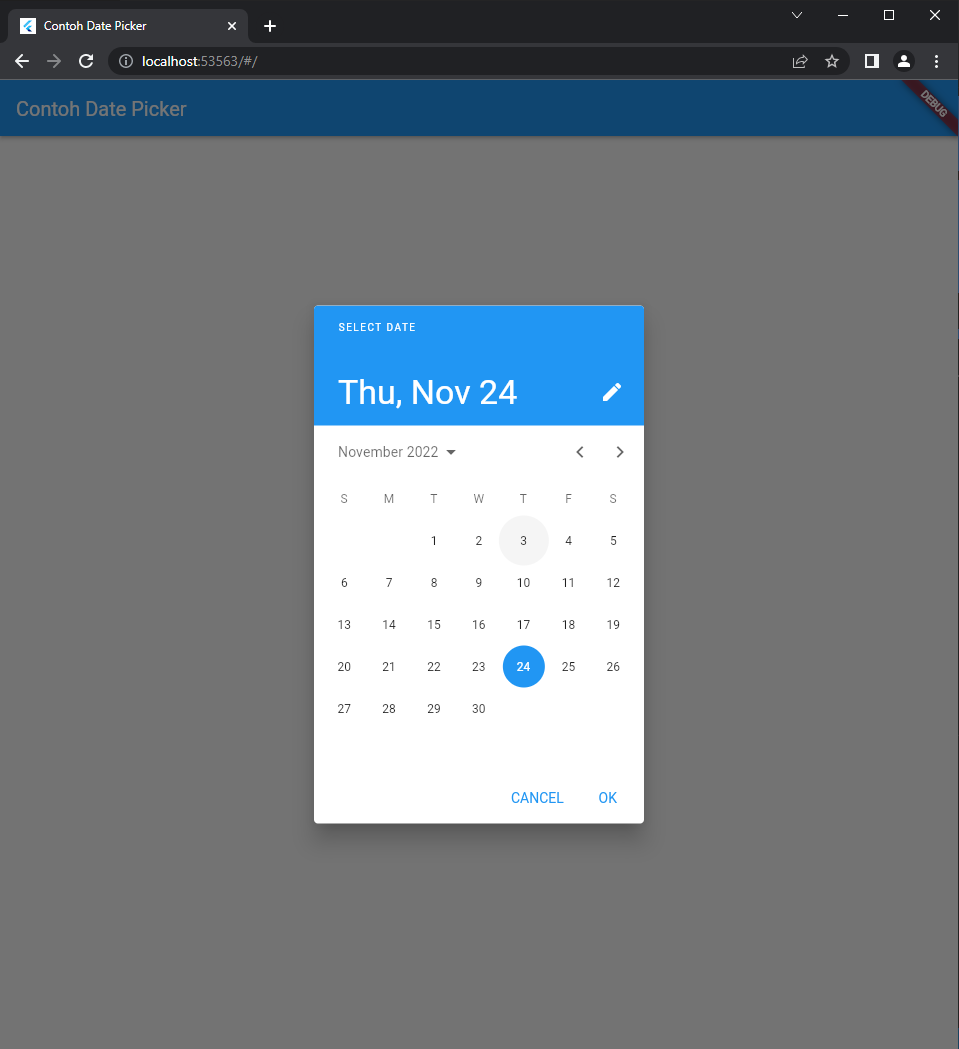 Contoh Date Picker
localhost:53563/#/
Contoh Date Picker
DEBUG
SELECT DATE
Thu, Nov 24
November 2022
S M T W T F S
1 2 3 4 5
6 7 8 9 10 11 12
13 14 15 16 17 18 19
20 21 22 23 24 25 26
27 28 29 30
CANCEL OK